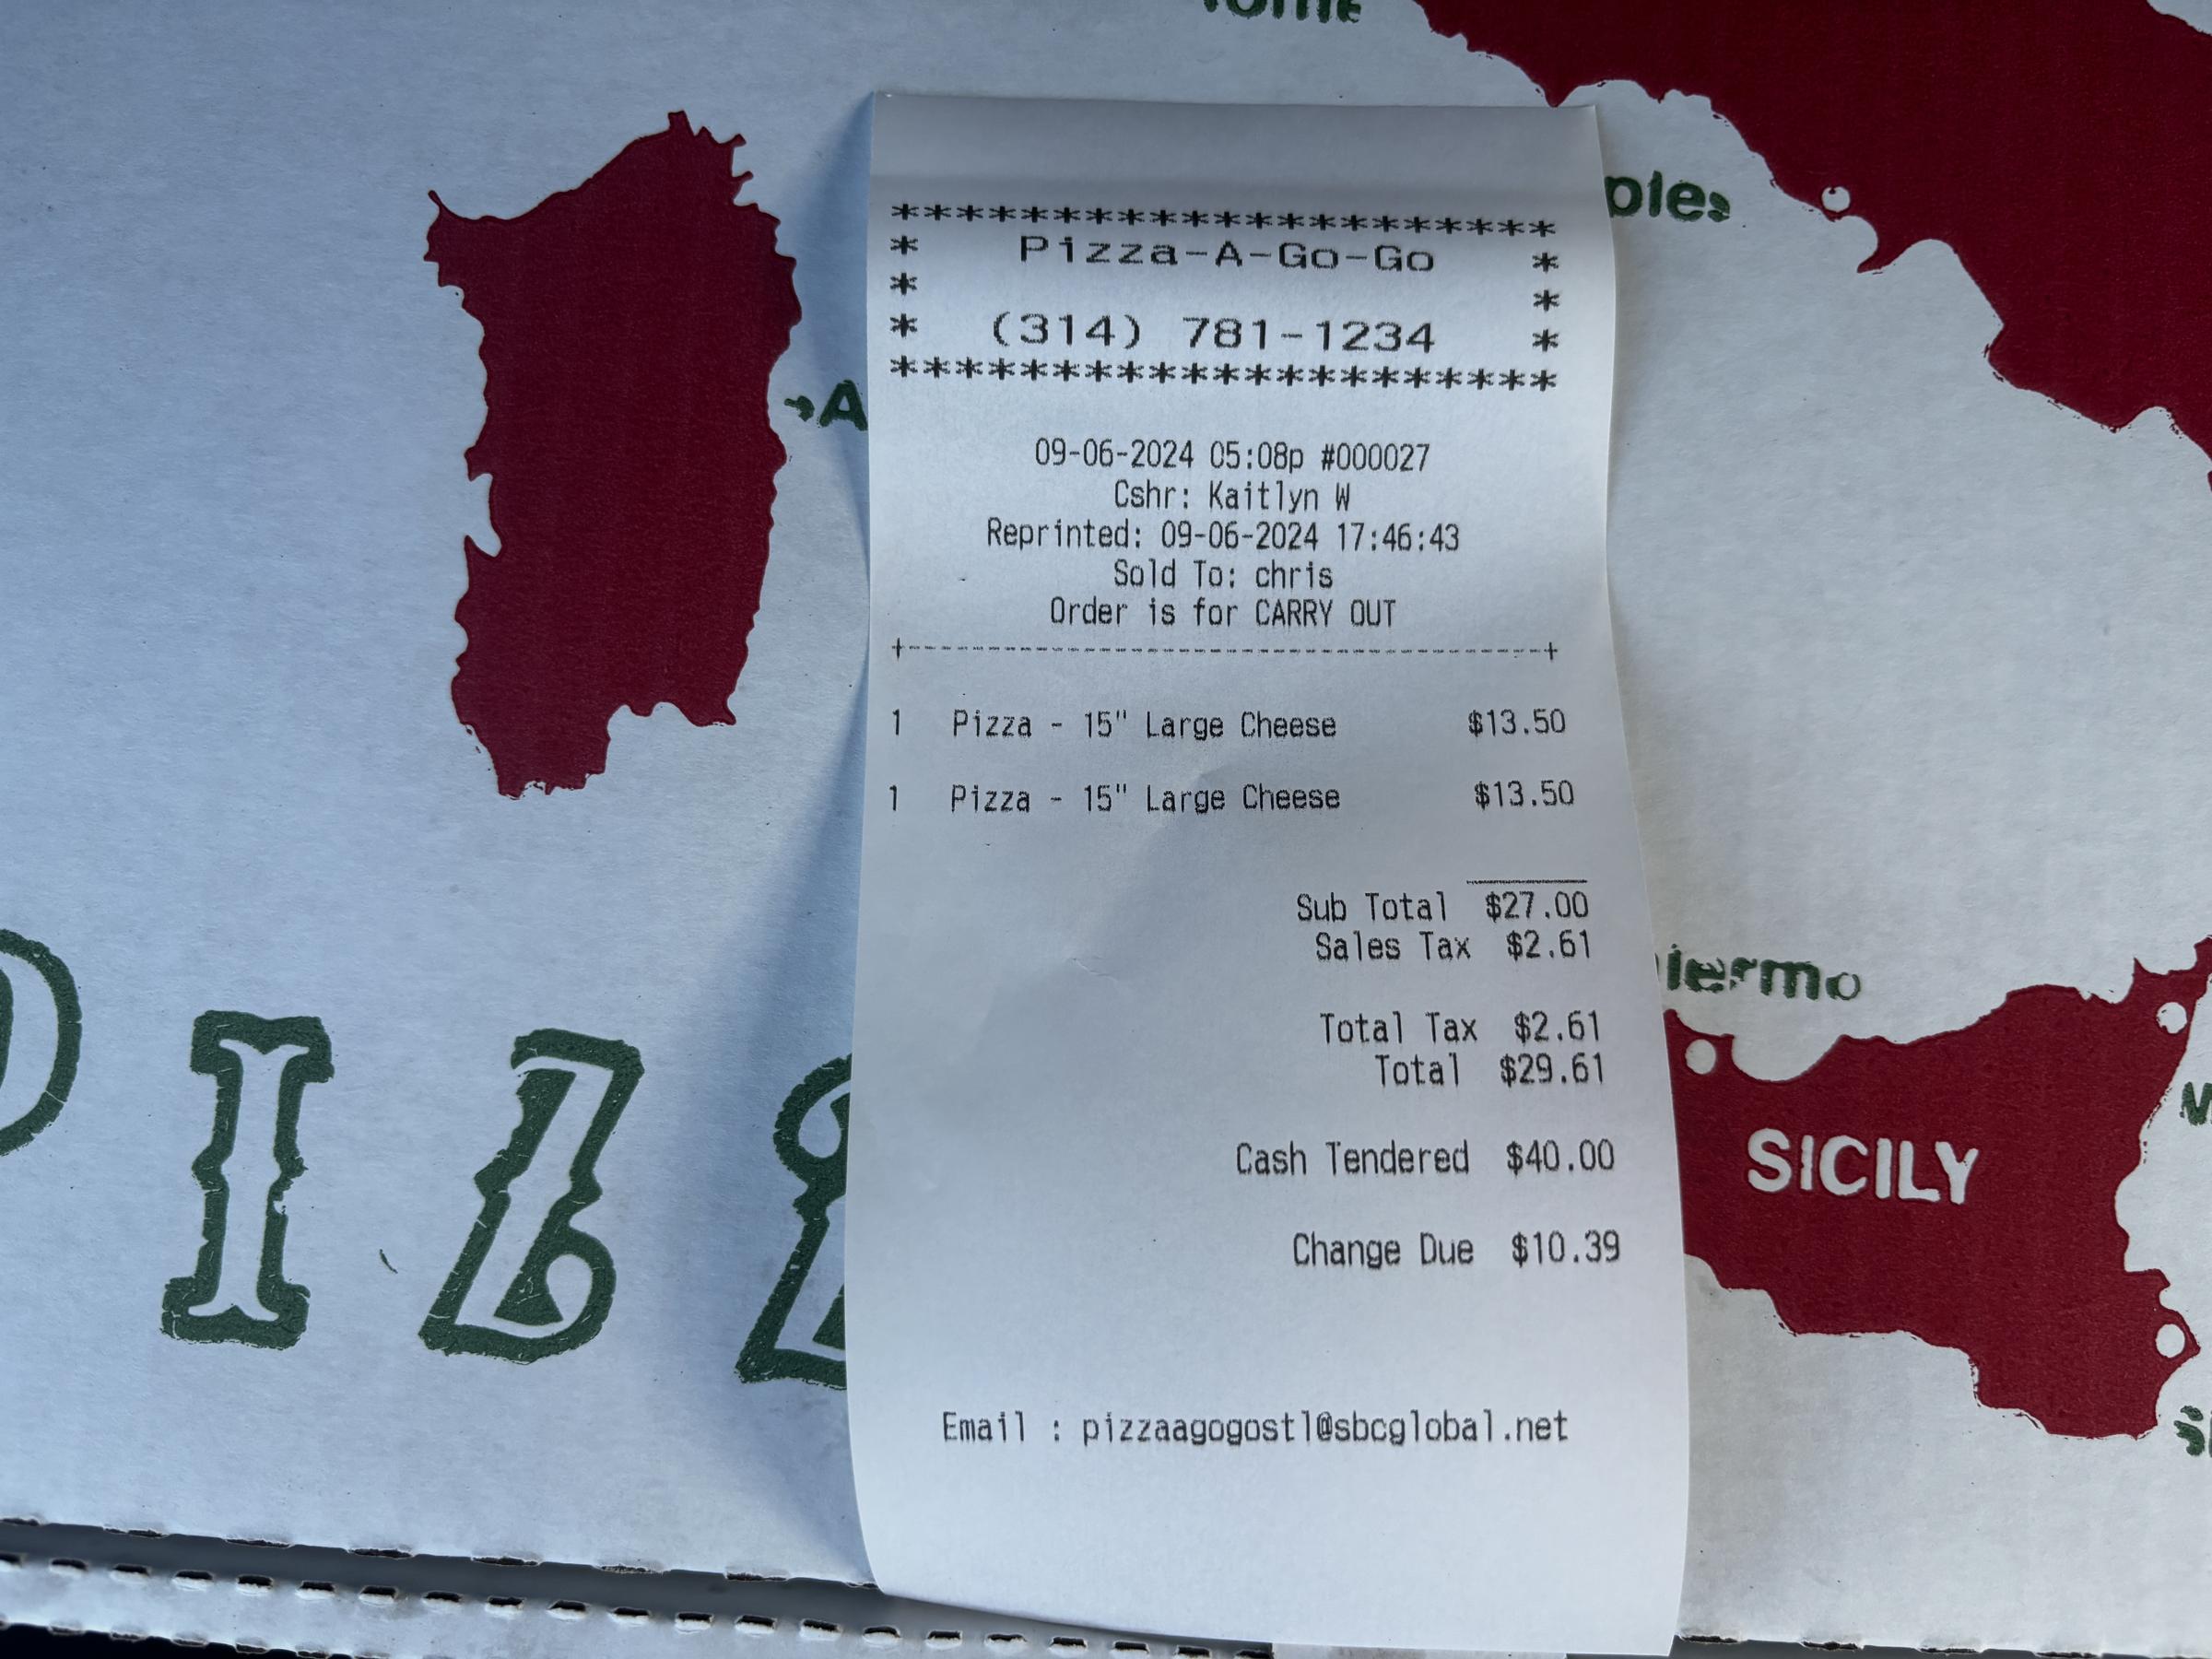 *********************
* Pizza-A-Go-Go *
* *
* (314) 781-1234 *
*********************
09-06-2024 05:08p #000027
Cshr: Kaitlyn W
Reprinted: 09-06-2024 17:46:43
Sold To: chris
Order is for CARRY OUT
+----------------------------------------+
1 Pizza - 15" Large Cheese $13.50
1 Pizza - 15" Large Cheese $13.50
Sub Total $27.00
Sales Tax $2.61
Total Tax $2.61
Total $29.61
Cash Tendered $40.00
Change Due $10.39
Email : pizzaagogostl@sbcglobal.net
SICILY